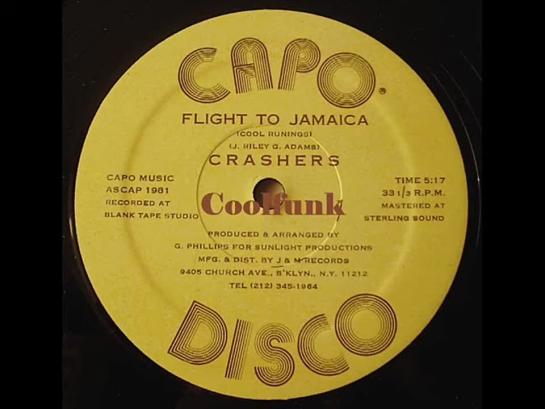 CAPO®
FLIGHT TO JAMAICA
(COOL RUNINGS)
(J. RILEY G. ADAMS)
CRASHERS
CAPO MUSIC
ASCAP 1981
RECORDED AT
BLANK TAPE STUDIO
TIME 5:17
33 1/3 R.P.M.
MASTERED AT
STERLING SOUND
Coolfunk
PRODUCED & ARRANGED BY
G. PHILLIPS FOR SUNLIGHT PRODUCTIONS
MFG. & DIST. BY J & M RECORDS
9405 CHURCH AVE., B'KLYN., N.Y. 11212
TEL (212) 345-1964
DISCO